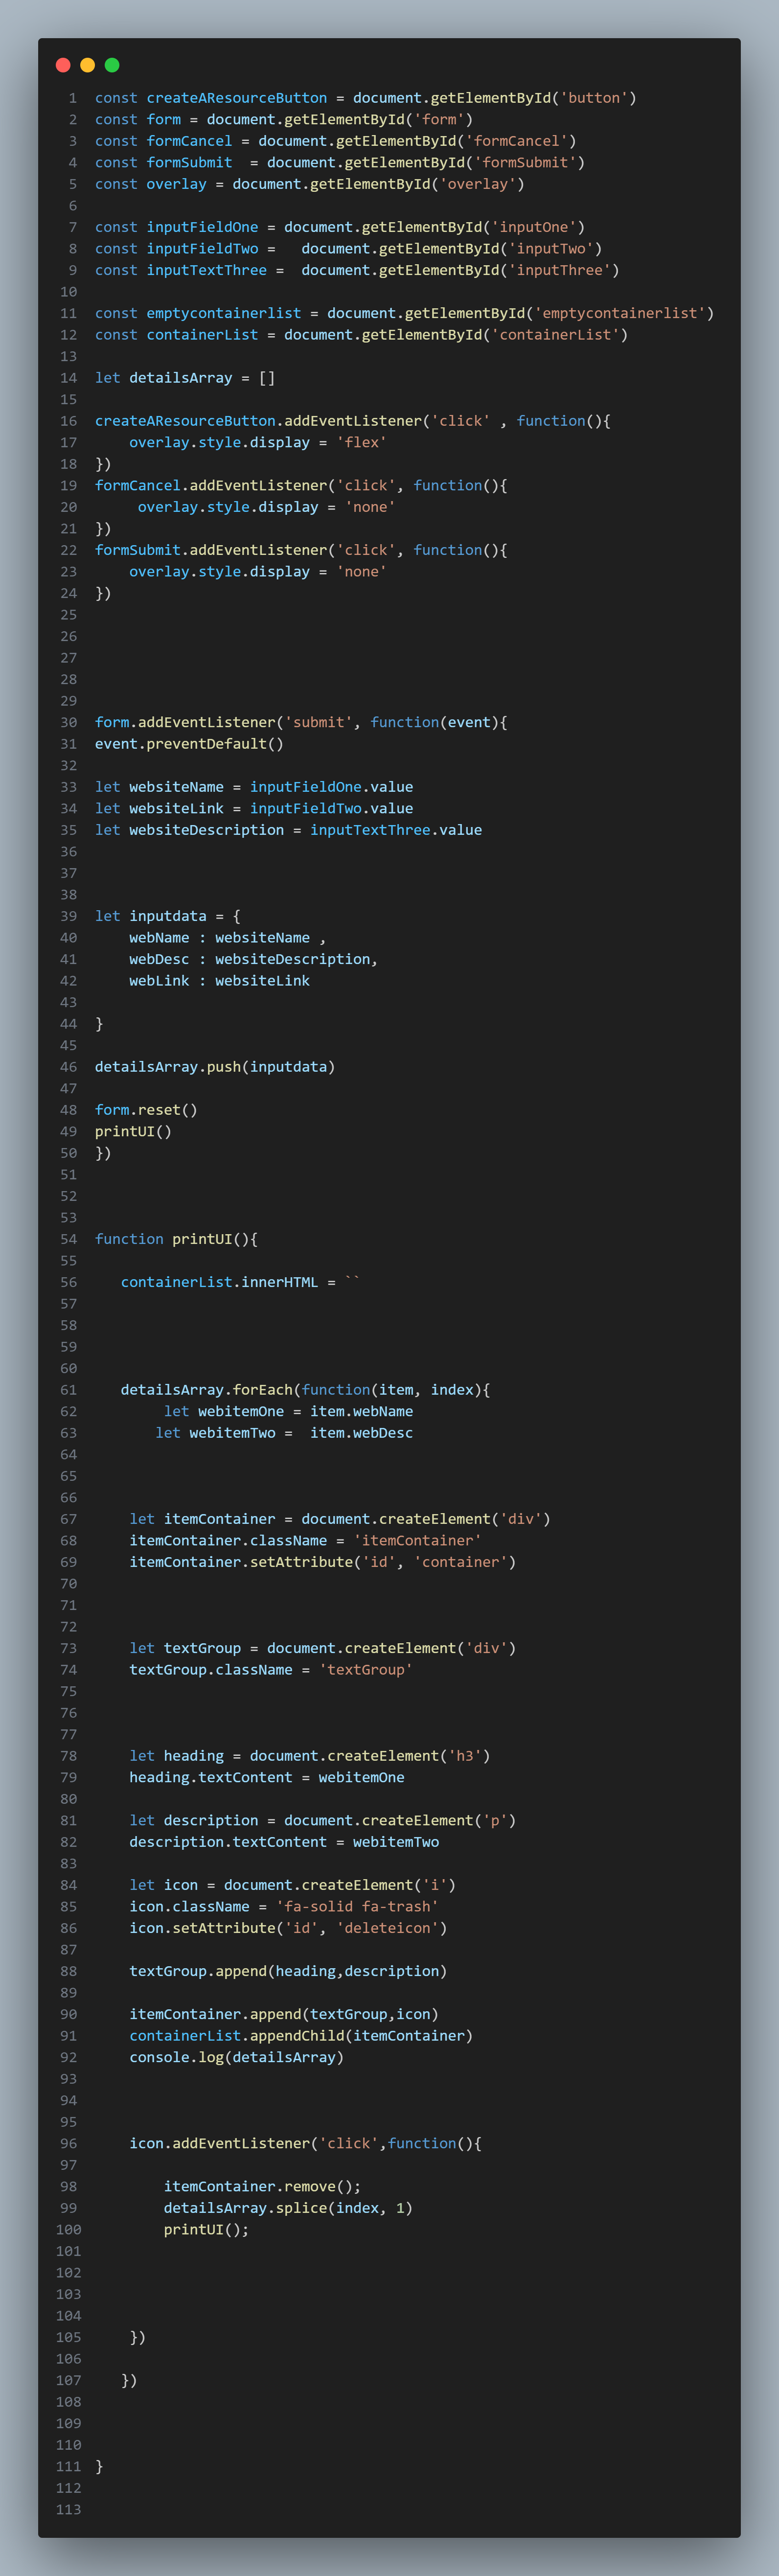 1 const createAResourceButton = document.getElementById('button')
2 const form = document.getElementById('form')
3 const formCancel = document.getElementById('formCancel')
4 const formSubmit  = document.getElementById('formSubmit')
5 const overlay = document.getElementById('overlay')
6
7 const inputFieldOne = document.getElementById('inputOne')
8 const inputFieldTwo =   document.getElementById('inputTwo')
9 const inputTextThree =  document.getElementById('inputThree')
10
11 const emptycontainerlist = document.getElementById('emptycontainerlist')
12 const containerList = document.getElementById('containerList')
13
14 let detailsArray = []
15
16 createAResourceButton.addEventListener('click' , function(){
17     overlay.style.display = 'flex'
18 })
19 formCancel.addEventListener('click', function(){
20      overlay.style.display = 'none'
21 })
22 formSubmit.addEventListener('click', function(){
23     overlay.style.display = 'none'
24 })
25
26
27
28
29
30 form.addEventListener('submit', function(event){
31 event.preventDefault()
32
33 let websiteName = inputFieldOne.value
34 let websiteLink = inputFieldTwo.value
35 let websiteDescription = inputTextThree.value
36
37
38
39 let inputdata = {
40     webName : websiteName ,
41     webDesc : websiteDescription,
42     webLink : websiteLink
43
44 }
45
46 detailsArray.push(inputdata)
47
48 form.reset()
49 printUI()
50 })
51
52
53
54 function printUI(){
55
56    containerList.innerHTML = ``
57
58
59
60
61    detailsArray.forEach(function(item, index){
62         let webitemOne = item.webName
63        let webitemTwo =  item.webDesc
64
65
66
67     let itemContainer = document.createElement('div')
68     itemContainer.className = 'itemContainer'
69     itemContainer.setAttribute('id', 'container')
70
71
72
73     let textGroup = document.createElement('div')
74     textGroup.className = 'textGroup'
75
76
77
78     let heading = document.createElement('h3')
79     heading.textContent = webitemOne
80
81     let description = document.createElement('p')
82     description.textContent = webitemTwo
83
84     let icon = document.createElement('i')
85     icon.className = 'fa-solid fa-trash'
86     icon.setAttribute('id', 'deleteicon')
87
88     textGroup.append(heading,description)
89
90     itemContainer.append(textGroup,icon)
91     containerList.appendChild(itemContainer)
92     console.log(detailsArray)
93
94
95
96     icon.addEventListener('click',function(){
97
98         itemContainer.remove();
99         detailsArray.splice(index, 1)
100         printUI();
101
102
103
104
105     })
106
107    })
108
109
110
111 }
112
113